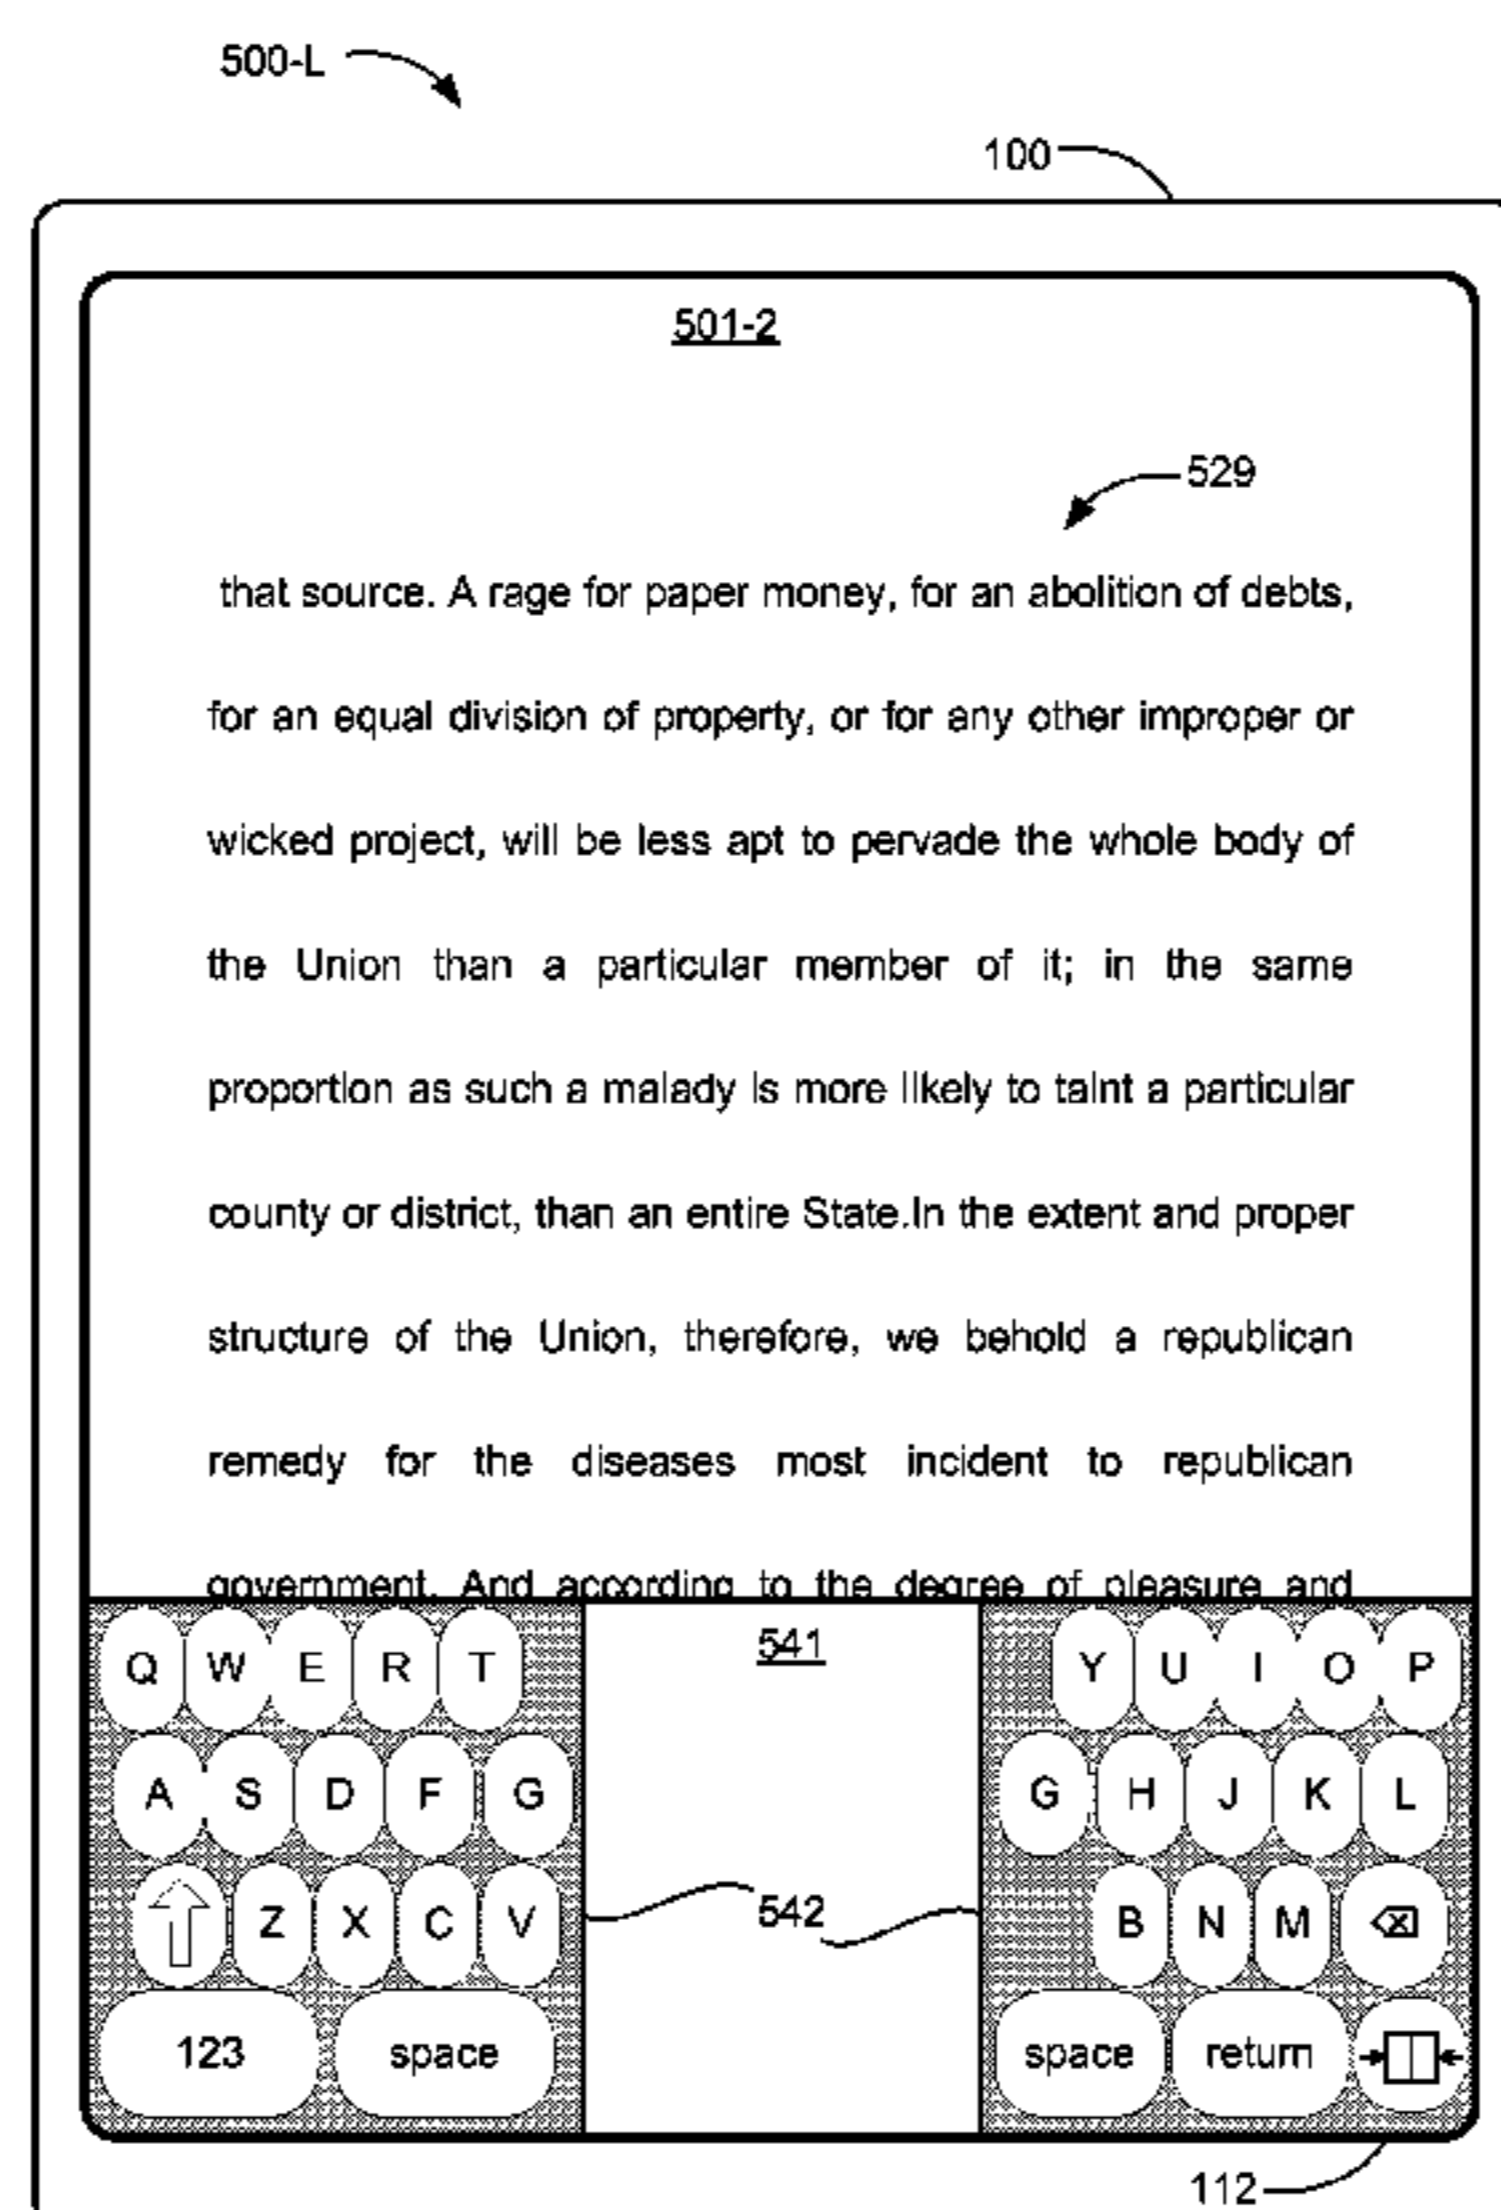 500-L
100
501-2
529
that source. A rage for paper money, for an abolition of debts,
for an equal division of property, or for any other improper or
wicked project, will be less apt to pervade the whole body of
the Union than a particular member of it; in the same
proportion as such a malady is more likely to taint a particular
county or district, than an entire State.In the extent and proper
structure of the Union, therefore, we behold a republican
remedy for the diseases most incident to republican
government. And according to the degree of pleasure and
541
Q W E R T Y U I O P
A S D F G G H J K L
Z X C V 542 B N M
123 space space return
112